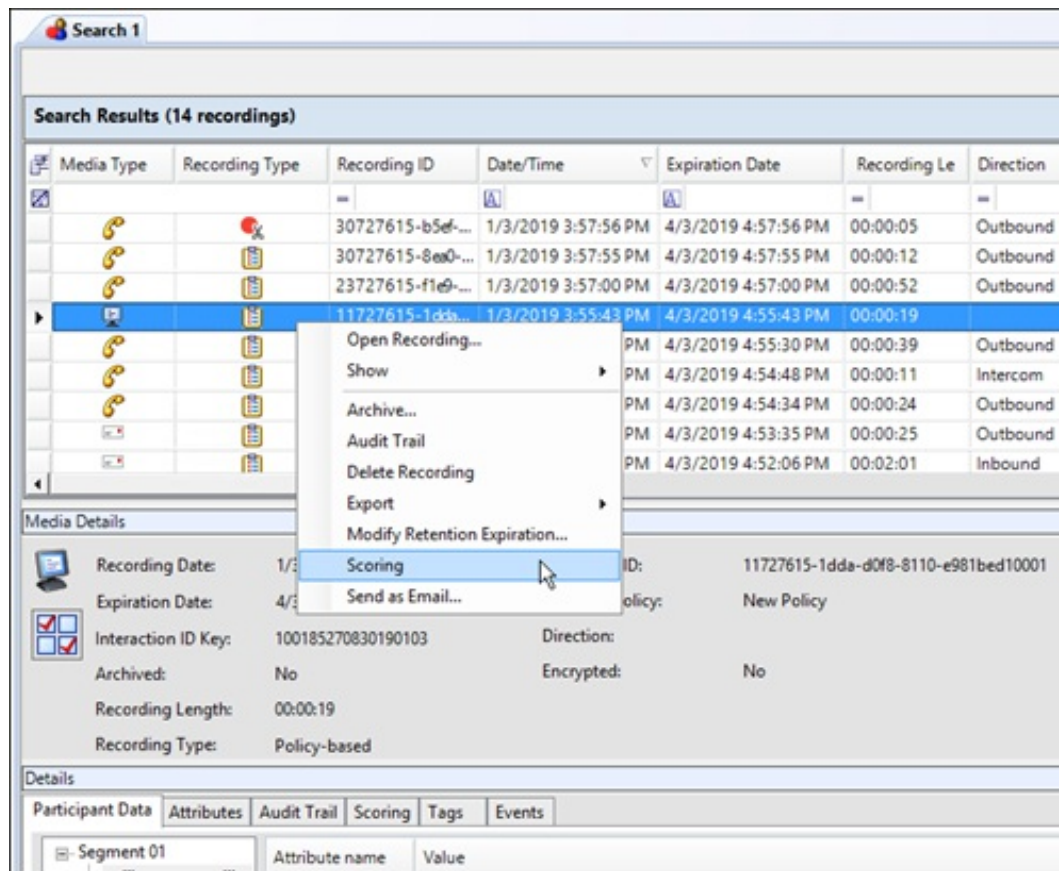 Search 1
Search Results (14 recordings)
Media Type Recording Type Recording ID Date/Time Expiration Date Recording Le Direction
= A A = =
30727615-b5ef-... 1/3/2019 3:57:56 PM 4/3/2019 4:57:56 PM 00:00:05 Outbound
30727615-8ea0-... 1/3/2019 3:57:55 PM 4/3/2019 4:57:55 PM 00:00:12 Outbound
23727615-f1e9-... 1/3/2019 3:57:00 PM 4/3/2019 4:57:00 PM 00:00:52 Outbound
11727615-1dda... 1/3/2019 3:55:43 PM 4/3/2019 4:55:43 PM 00:00:19
PM 4/3/2019 4:55:30 PM 00:00:39 Outbound
PM 4/3/2019 4:54:48 PM 00:00:11 Intercom
PM 4/3/2019 4:54:34 PM 00:00:24 Outbound
PM 4/3/2019 4:53:35 PM 00:00:25 Outbound
PM 4/3/2019 4:52:06 PM 00:02:01 Inbound
Open Recording...
Show
Archive...
Audit Trail
Delete Recording
Export
Modify Retention Expiration...
Scoring
Send as Email...
Media Details
Recording Date: 1/3 ID: 11727615-1dda-d0f8-8110-e981bed10001
Expiration Date: 4/3 olicy: New Policy
Interaction ID Key: 100185270830190103 Direction:
Archived: No Encrypted: No
Recording Length: 00:00:19
Recording Type: Policy-based
Details
Participant Data Attributes Audit Trail Scoring Tags Events
Segment 01 Attribute name Value